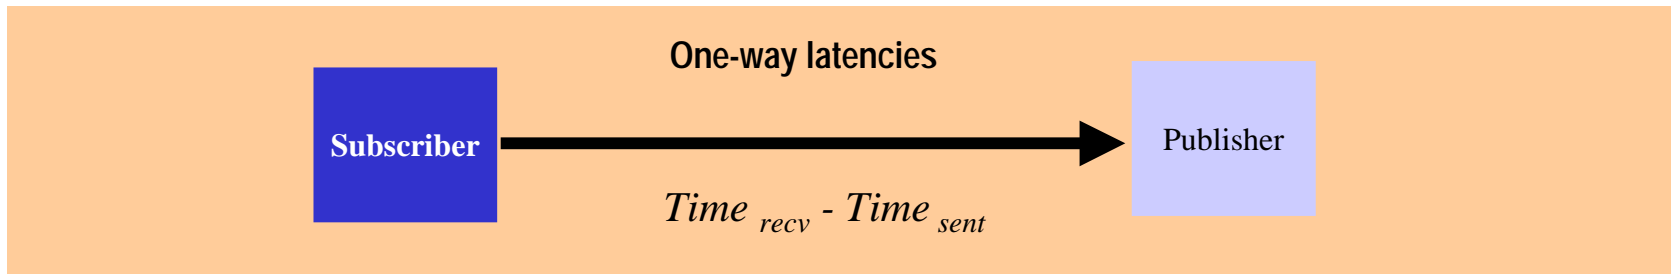 One-way latencies
Subscriber
Publisher
Time recv - Time sent